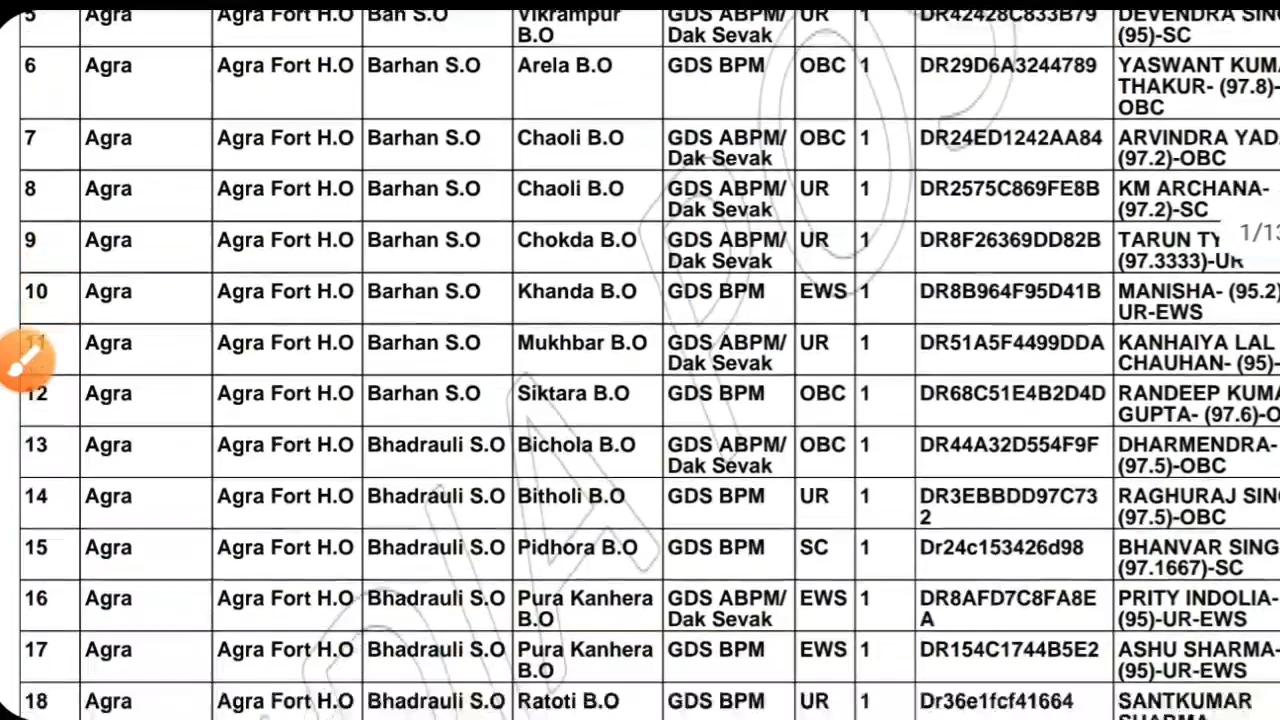 5 Agra Agra Fort H.O Bah S.O Vikrampur GDS ABPM/ UR 1 DR42428C833B79 DEVENDRA SING
B.O Dak Sevak (95)-SC
6 Agra Agra Fort H.O Barhan S.O Arela B.O GDS BPM OBC 1 DR29D6A3244789 YASWANT KUMA
THAKUR- (97.8)-
OBC
7 Agra Agra Fort H.O Barhan S.O Chaoli B.O GDS ABPM/ OBC 1 DR24ED1242AA84 ARVINDRA YADA
Dak Sevak (97.2)-OBC
8 Agra Agra Fort H.O Barhan S.O Chaoli B.O GDS ABPM/ UR 1 DR2575C869FE8B KM ARCHANA-
Dak Sevak (97.2)-SC
9 Agra Agra Fort H.O Barhan S.O Chokda B.O GDS ABPM/ UR 1 DR8F26369DD82B TARUN TY 1/13
Dak Sevak (97.3333)-UR
10 Agra Agra Fort H.O Barhan S.O Khanda B.O GDS BPM EWS 1 DR8B964F95D41B MANISHA- (95.2)
UR-EWS
11 Agra Agra Fort H.O Barhan S.O Mukhbar B.O GDS ABPM/ UR 1 DR51A5F4499DDA KANHAIYA LAL
Dak Sevak CHAUHAN- (95)-
12 Agra Agra Fort H.O Barhan S.O Siktara B.O GDS BPM OBC 1 DR68C51E4B2D4D RANDEEP KUMA
GUPTA- (97.6)-O
13 Agra Agra Fort H.O Bhadrauli S.O Bichola B.O GDS ABPM/ OBC 1 DR44A32D554F9F DHARMENDRA-
Dak Sevak (97.5)-OBC
14 Agra Agra Fort H.O Bhadrauli S.O Bitholi B.O GDS BPM UR 1 DR3EBBDD97C73 RAGHURAJ SING
2 (97.5)-OBC
15 Agra Agra Fort H.O Bhadrauli S.O Pidhora B.O GDS BPM SC 1 Dr24c153426d98 BHANVAR SING
(97.1667)-SC
16 Agra Agra Fort H.O Bhadrauli S.O Pura Kanhera GDS ABPM/ EWS 1 DR8AFD7C8FA8E PRITY INDOLIA-
B.O Dak Sevak A (95)-UR-EWS
17 Agra Agra Fort H.O Bhadrauli S.O Pura Kanhera GDS BPM EWS 1 DR154C1744B5E2 ASHU SHARMA-
B.O (95)-UR-EWS
18 Agra Agra Fort H.O Bhadrauli S.O Ratoti B.O GDS BPM UR 1 Dr36e1fcf41664 SANTKUMAR
SHARMA-